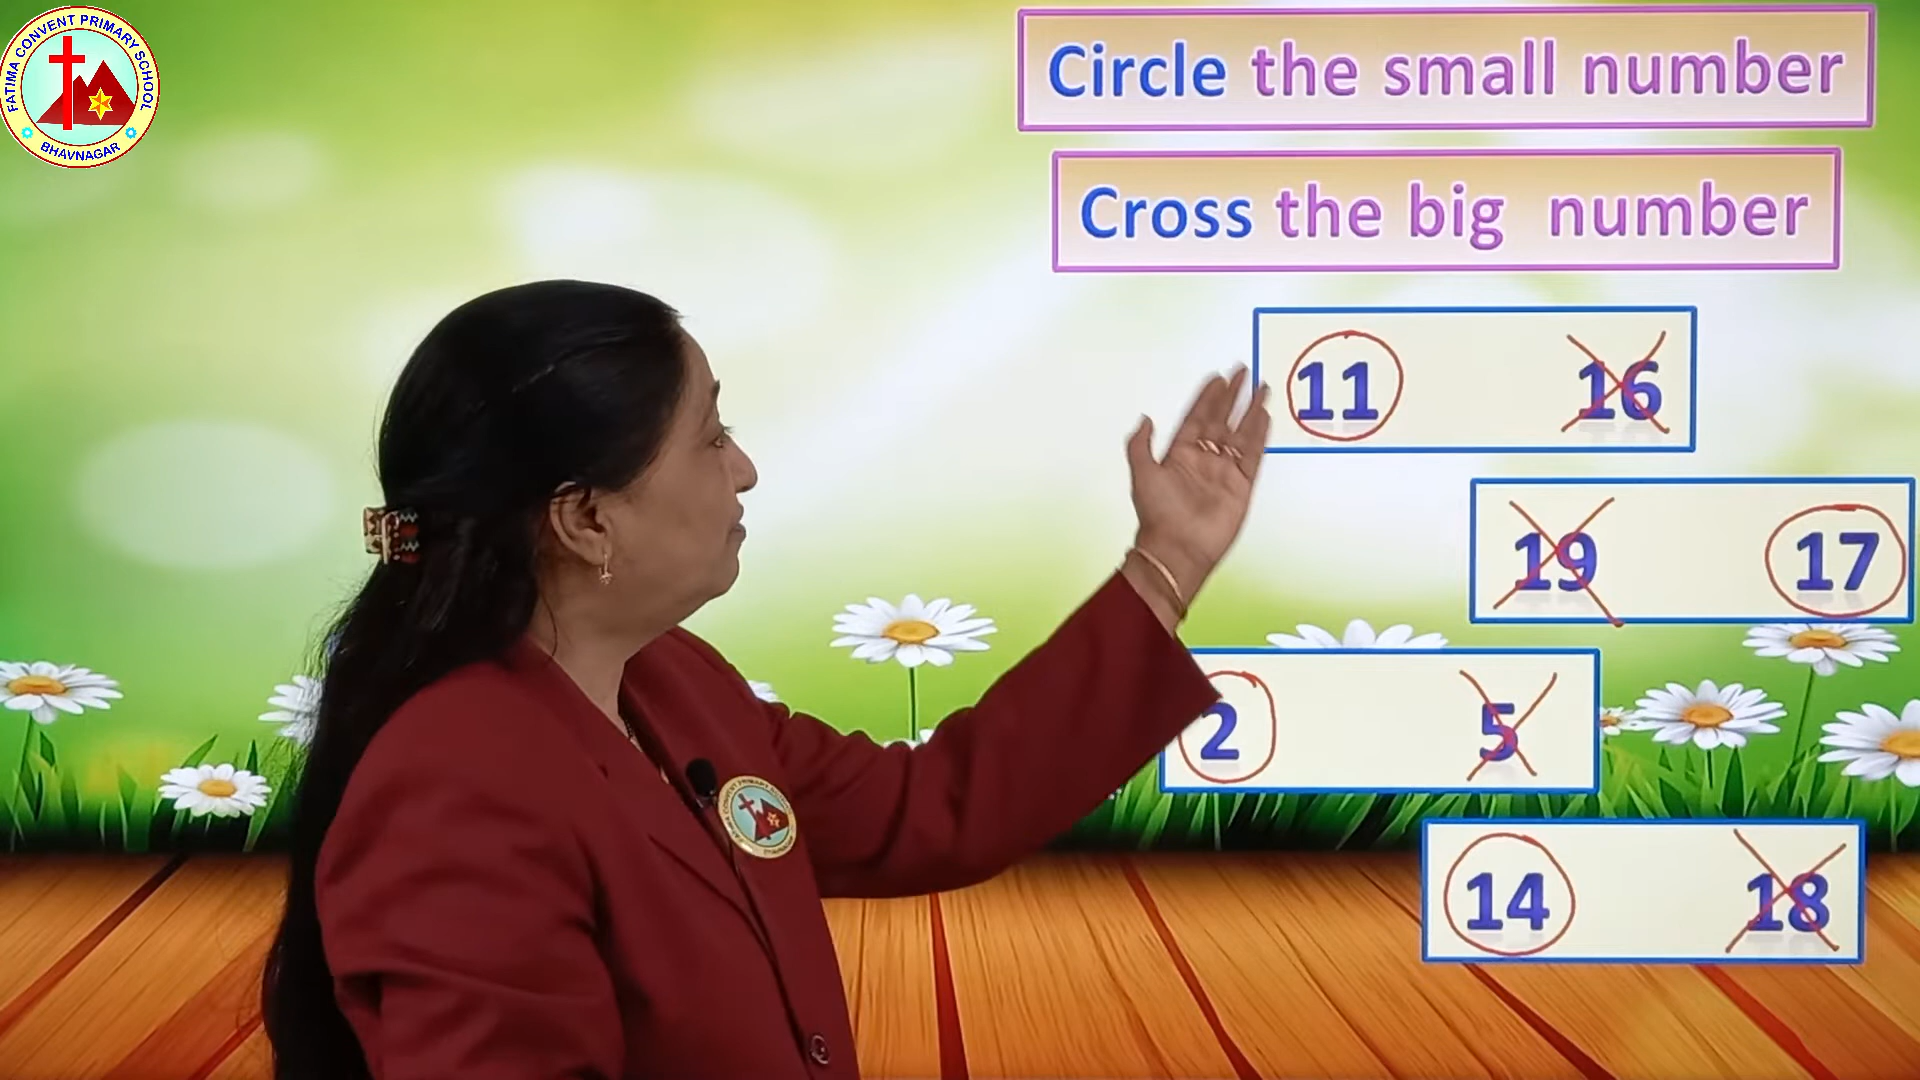 FATIMA CONVENT PRIMARY SCHOOL
BHAVNAGAR
Circle the small number
Cross the big number
11 16
19 17
2 5
14 18